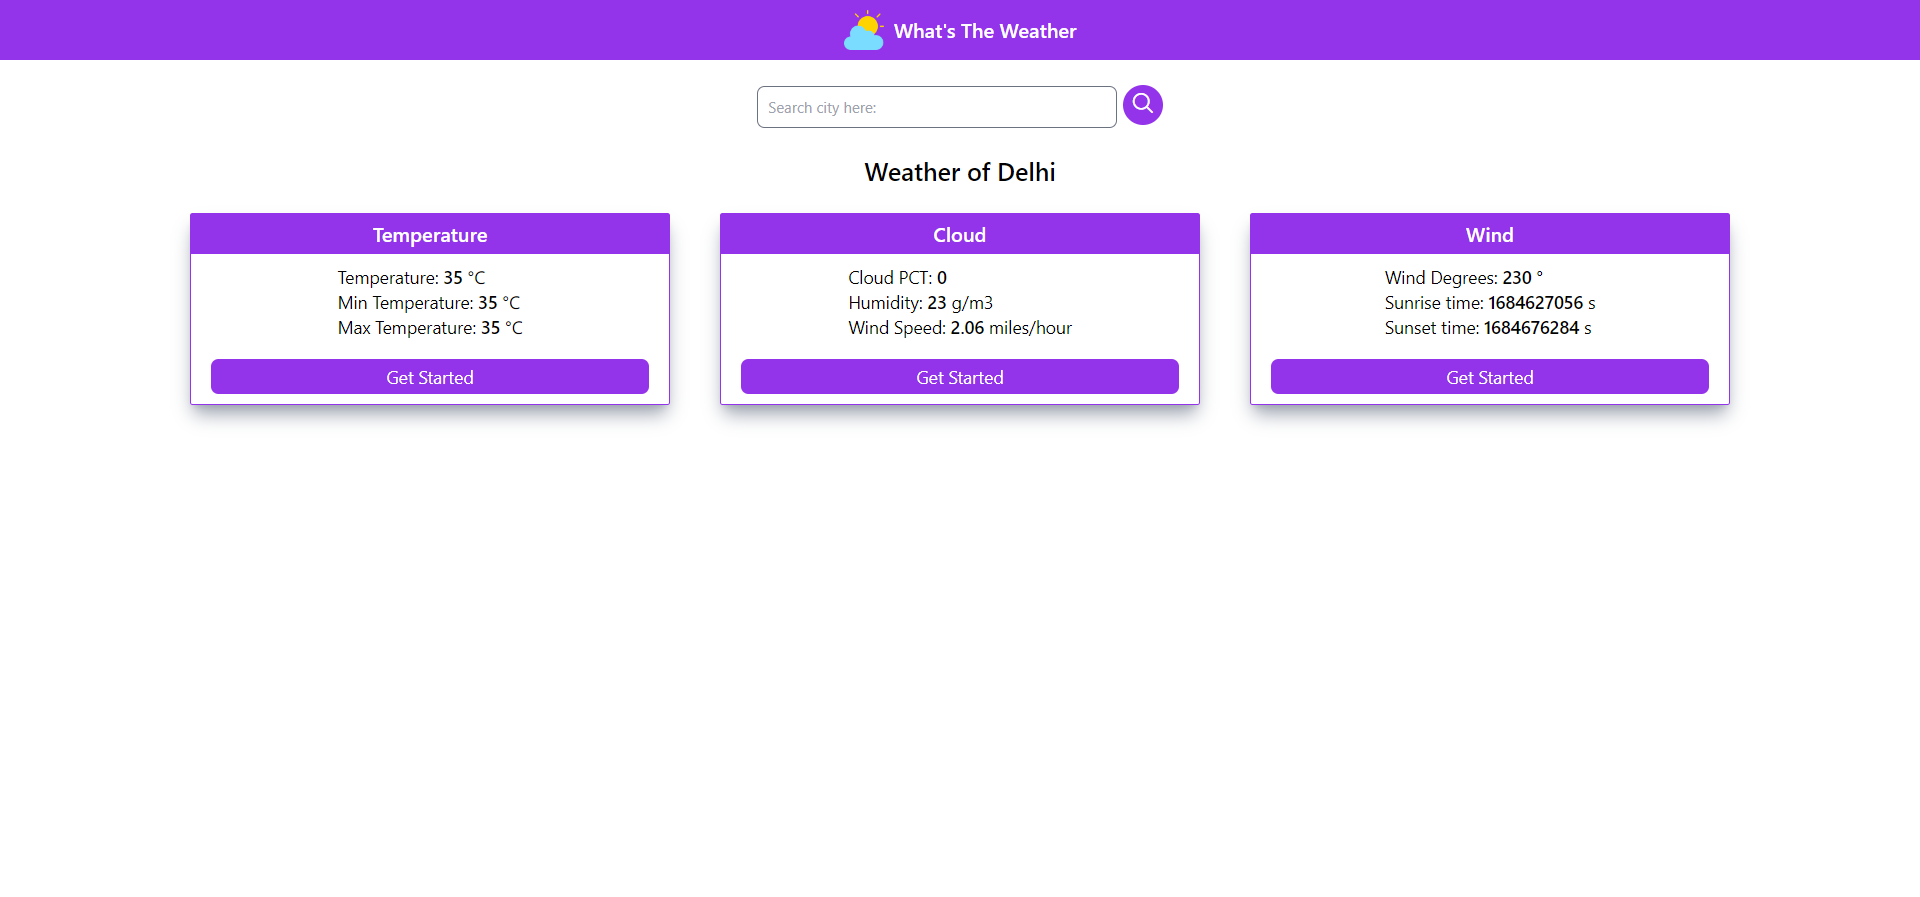 What's The Weather
Search city here:
Weather of Delhi
Temperature
Temperature: 35 °C
Min Temperature: 35 °C
Max Temperature: 35 °C
Get Started
Cloud
Cloud PCT: 0
Humidity: 23 g/m3
Wind Speed: 2.06 miles/hour
Get Started
Wind
Wind Degrees: 230 °
Sunrise time: 1684627056 s
Sunset time: 1684676284 s
Get Started